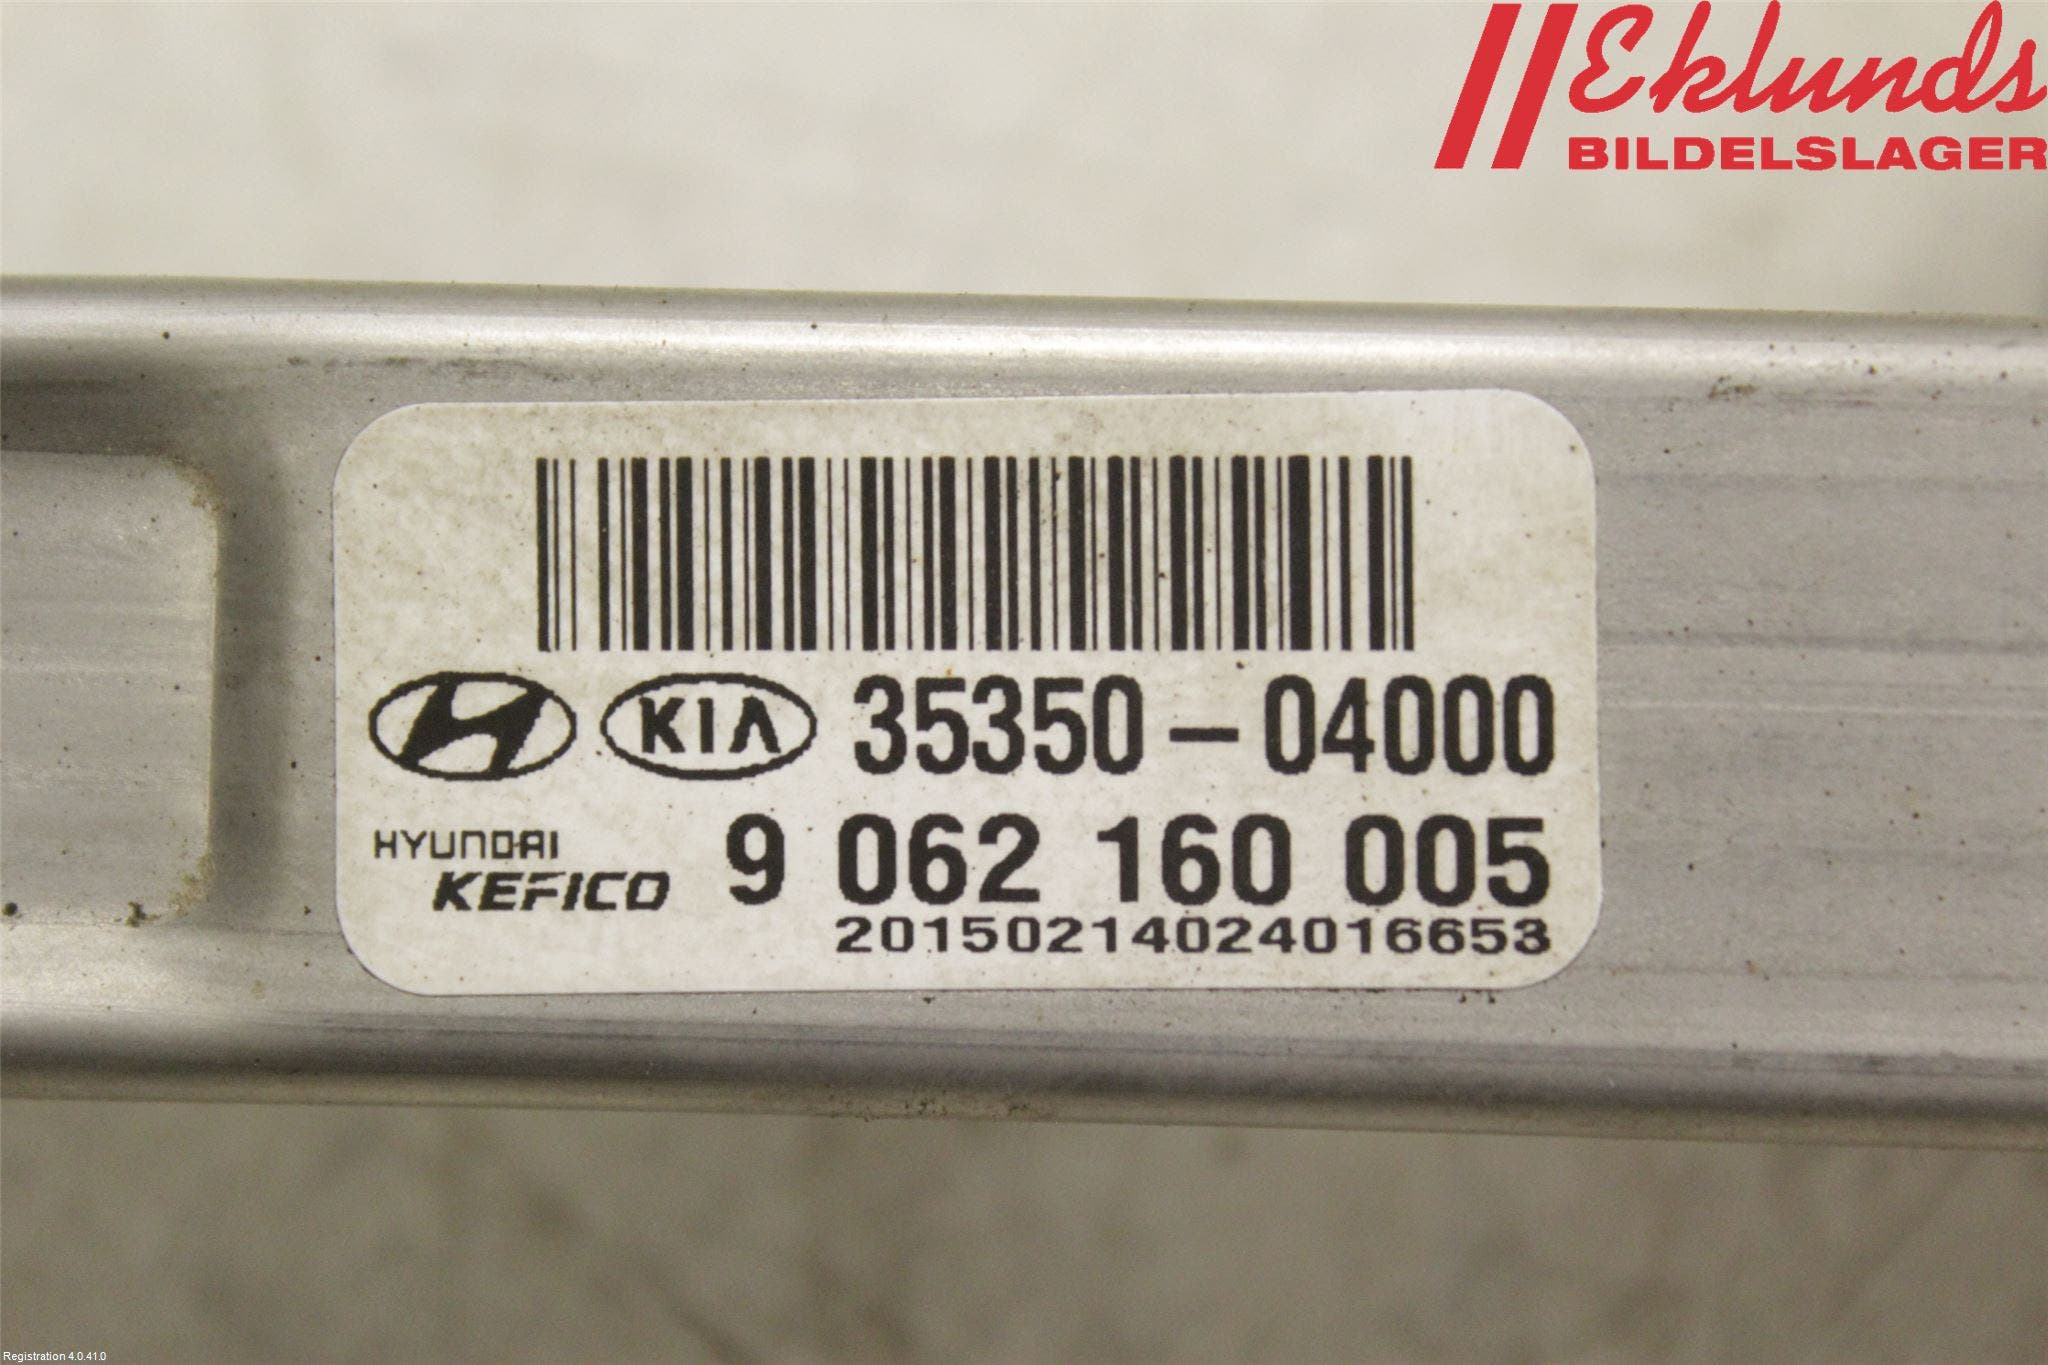 Eklunds
BILDELSLAGER
KIA 35350-04000
HYUNDAI
KEFICO 9 062 160 005
20150214024016653
Registration 4.0.41.0